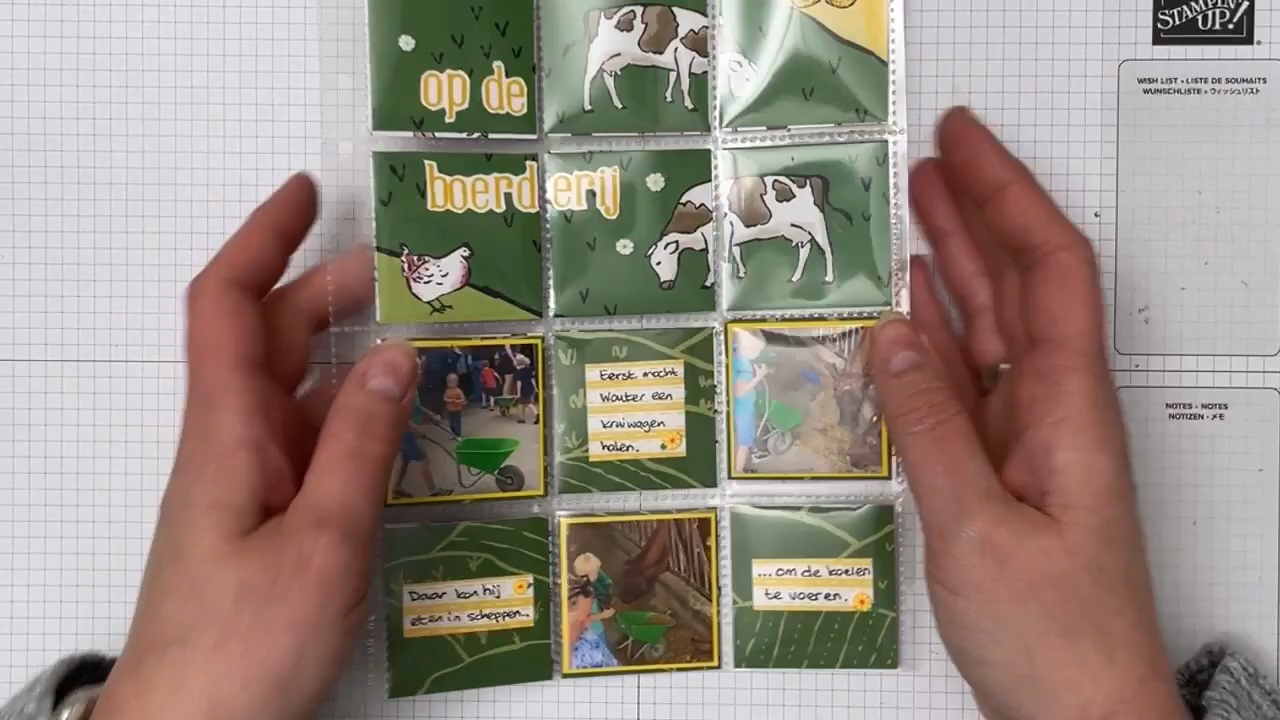 STAMPIN' UP!®
WISH LIST • LISTE DE SOUHAITS
WUNSCHLISTE • ウィッシュリスト
op de
boerderij
Eerst mocht
Wouter een
kruiwagen
halen.
NOTES • NOTES
NOTIZEN • メモ
Daar kon hij
eten in scheppen...
...om de koeien
te voeren.